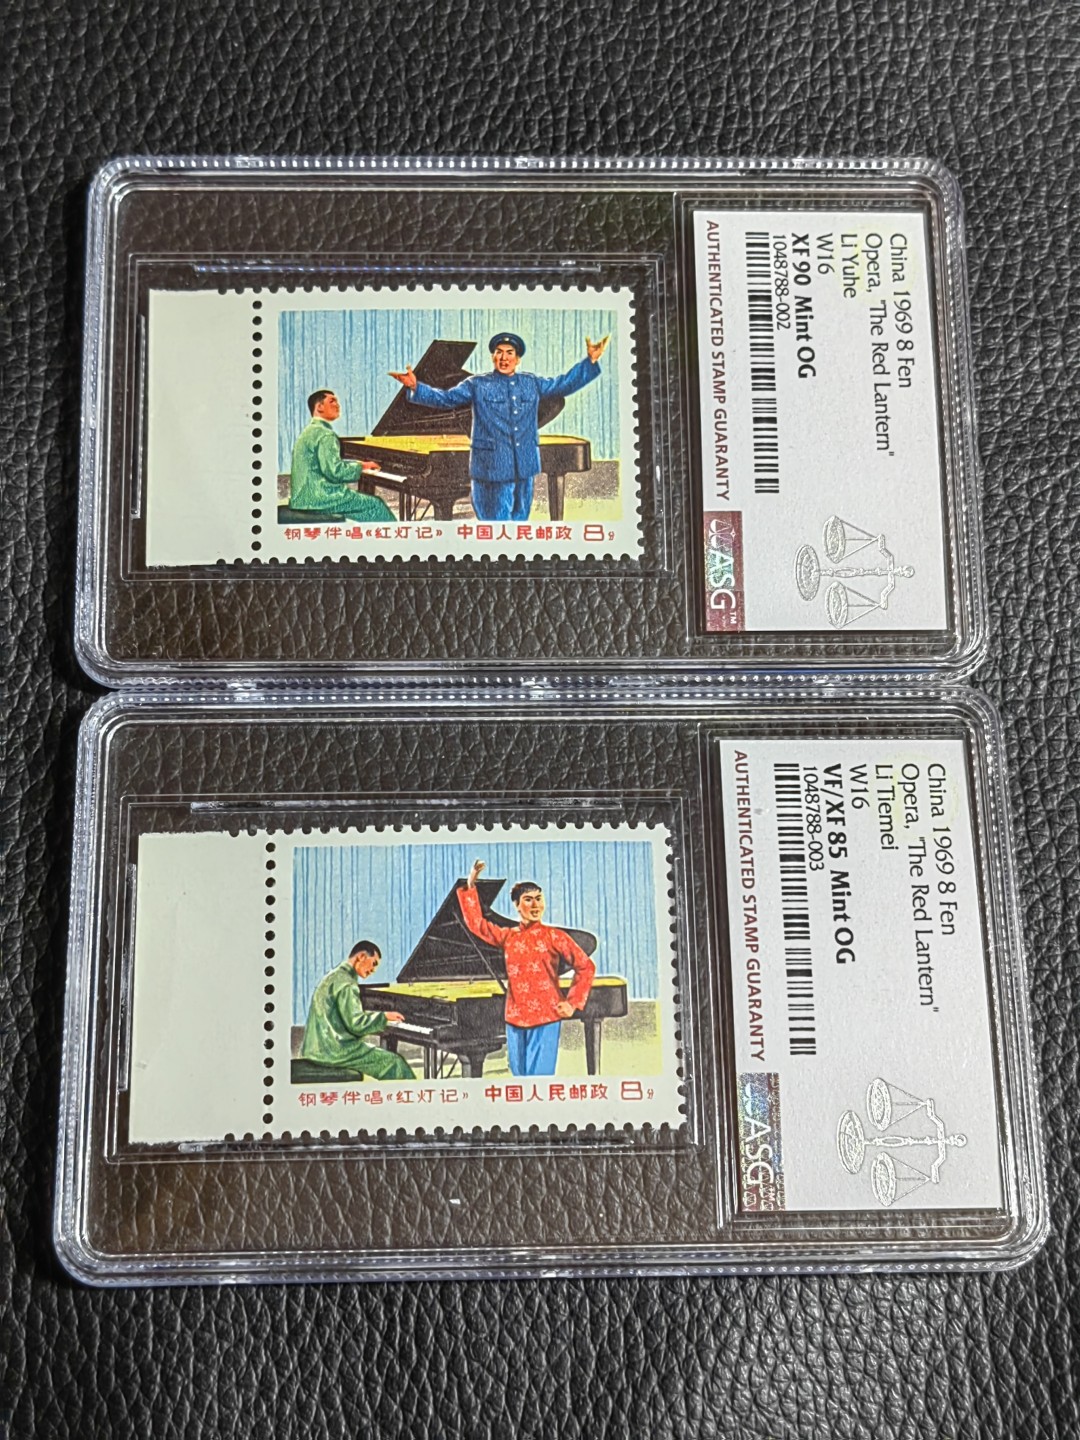 钢琴伴唱《红灯记》 中国人民邮政 8分
China 1969 8 Fen
Opera, "The Red Lantern"
Li Yuhe
W16
XF 90 Mint OG
1048788-002
AUTHENTICATED STAMP GUARANTY
ASG™
钢琴伴唱《红灯记》 中国人民邮政 8分
China 1969 8 Fen
Opera, "The Red Lantern"
Li Tiemei
W16
VF/XF 85 Mint OG
1048788-003
AUTHENTICATED STAMP GUARANTY
ASG™